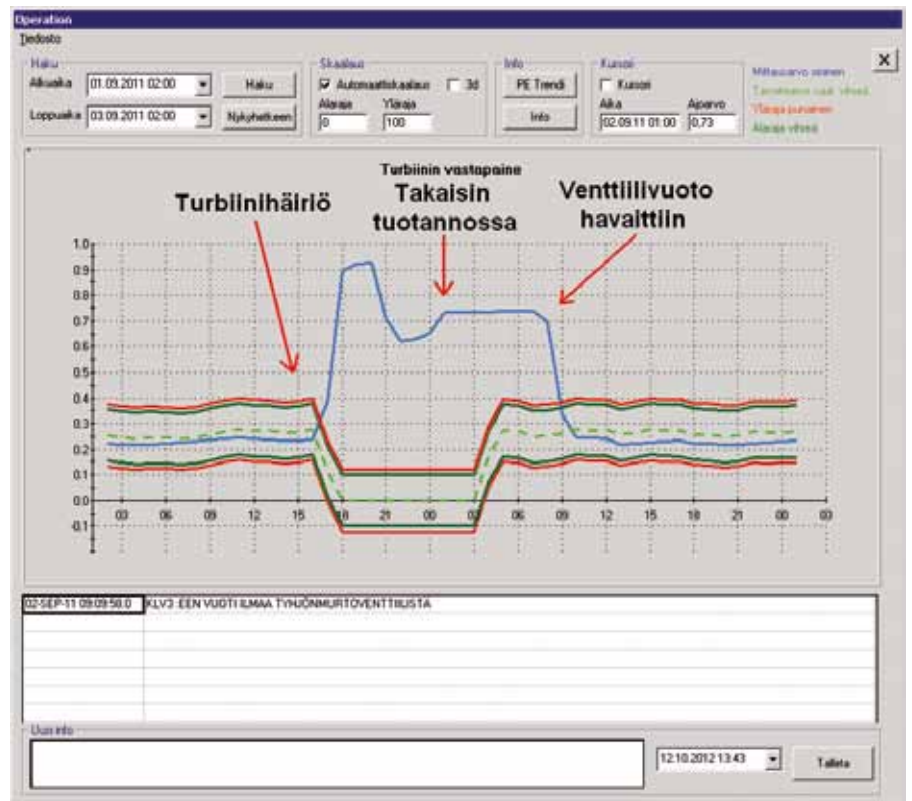 Operation
Tiedosto
Haku
Alkuaika 01.09.2011 02:00 Haku
Loppuaika 03.09.2011 02:00 Nykyhetkeen
Skaalaus
Automaattiskaalaus 3d
Alaraja Yläraja
0 100
Info
PE Trendi
Info
Kursori
Kursori
Aika Ajoarvo
02.09.11 01:00 0,73
Mittausarvo sininen
Yläraja punainen
Alaraja vihreä
X
Turbiinin vastapaine
Turbiinihäiriö
Takaisin
tuotannossa
Venttiilivuoto
havaittiin
1.0
0.9
0.8
0.7
0.6
0.5
0.4
0.3
0.2
0.1
0.0
-0.1
03 06 09 12 15 18 21 00 03 06 09 12 15 18 21 00 03
02-SEP-11 09:09:50.0 KLV3 :EEN VUOTI ILMAA TYHJÖNMURTOVENTTIILISTA
Uusi info
12.10.2012 13:43 Talleta